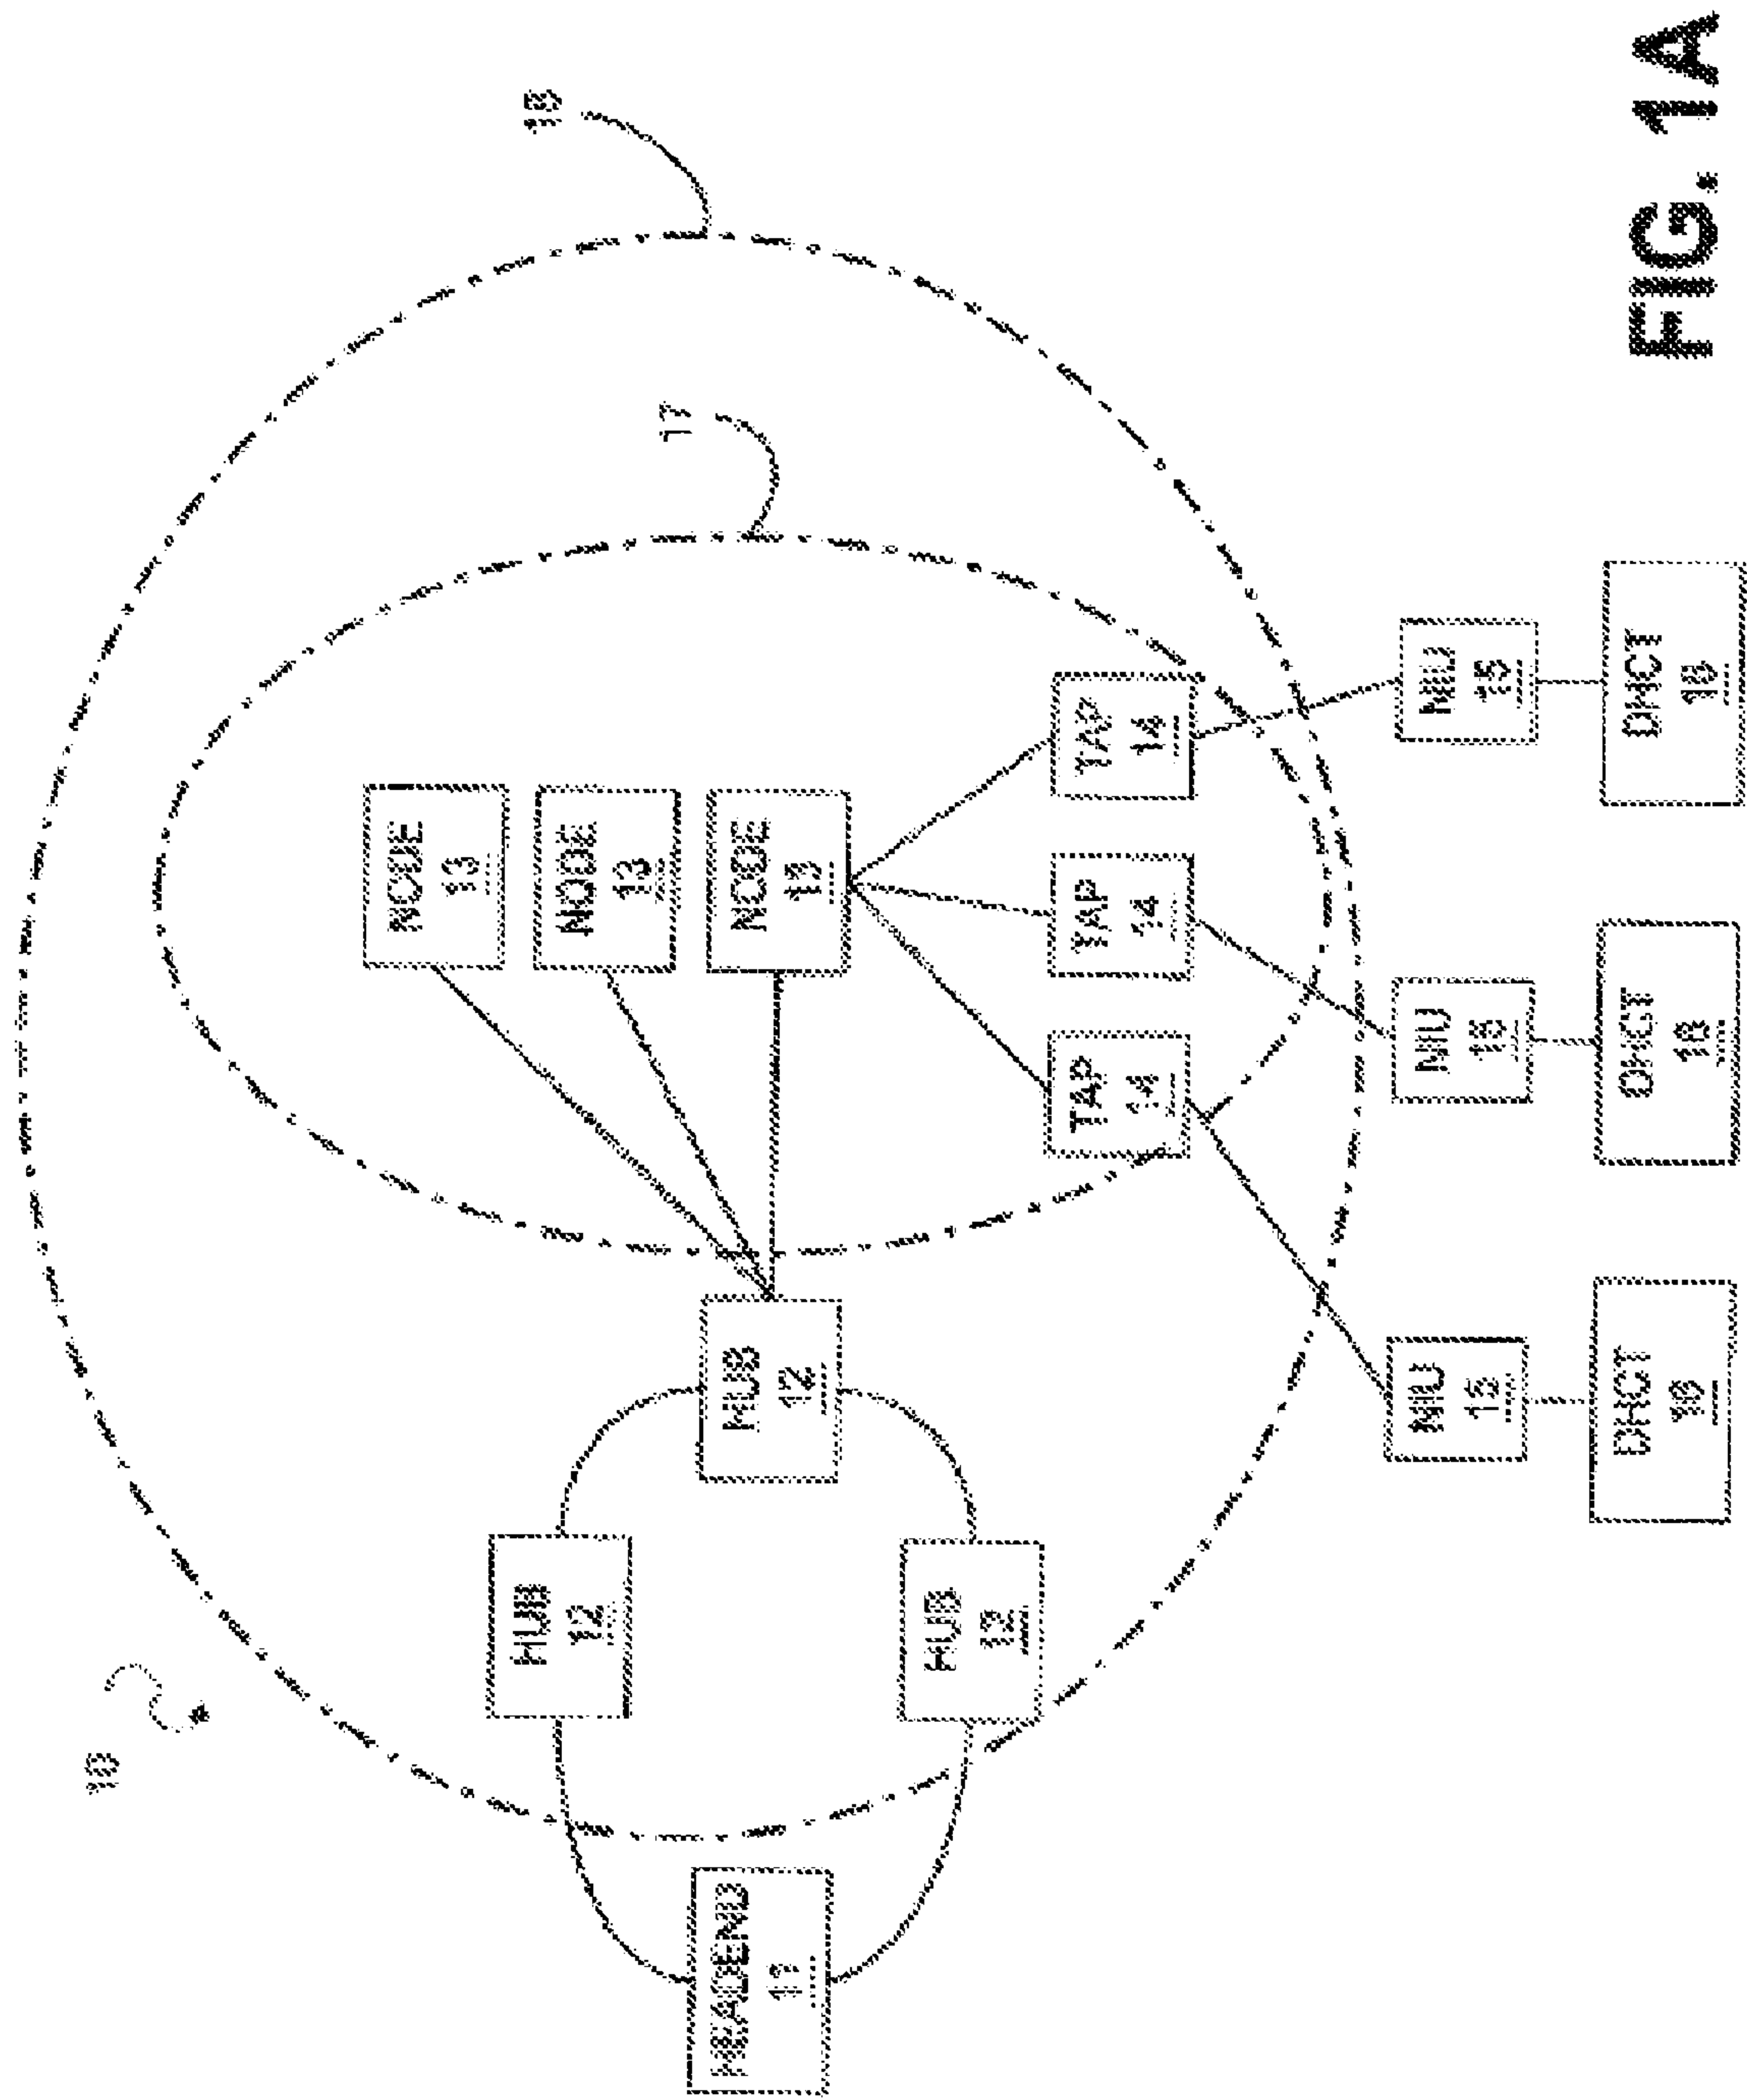 10
NODE
13
18
HUB
12
NODE
13
17
HEADEND
11
HUB
12
NODE
13
HUB
12
TAP
14
TAP
14
TAP
14
NIU
15
NIU
15
NIU
15
DHCT
16
DHCT
16
DHCT
16
FIG. 1A